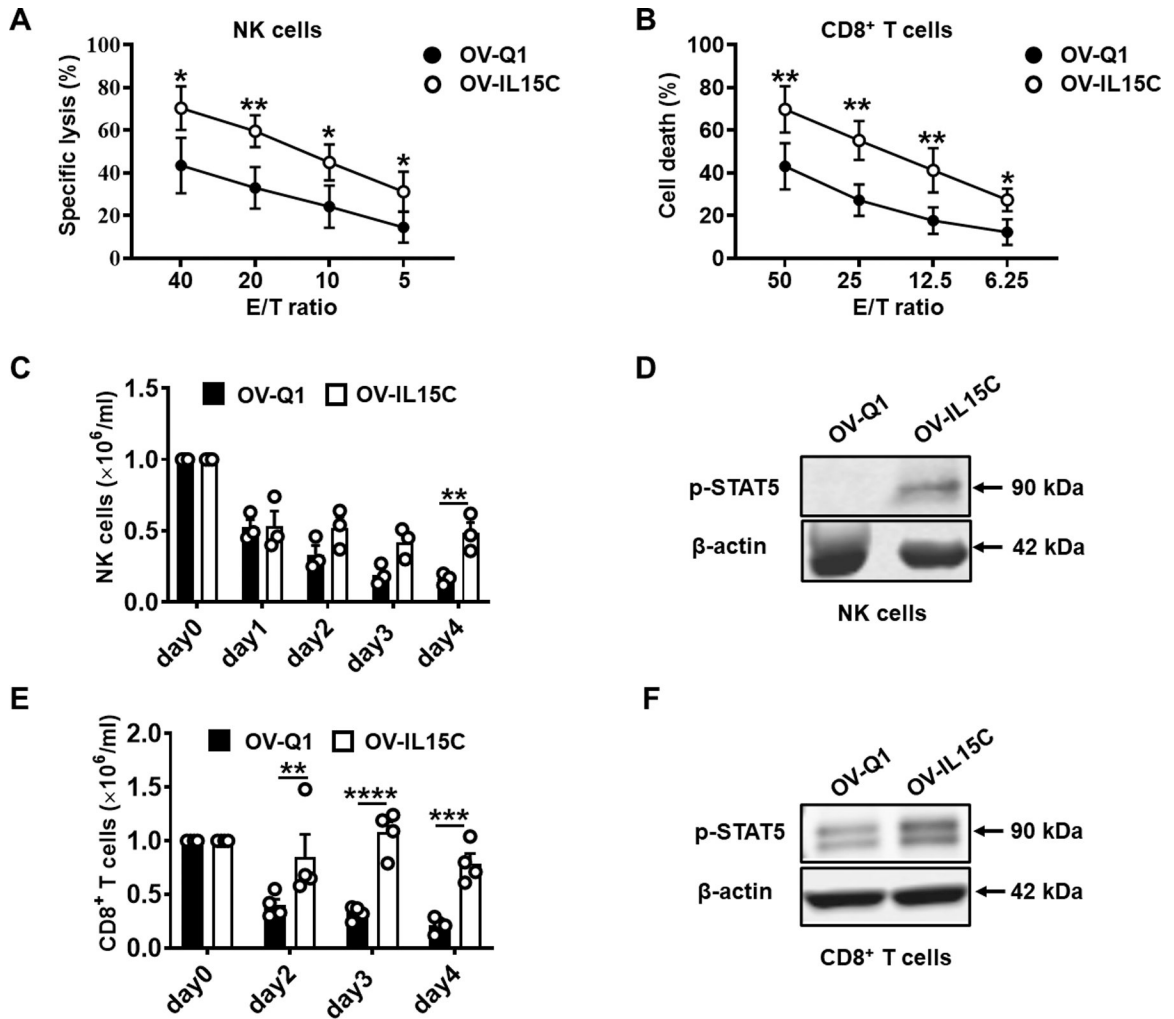 A
NK cells
Specific lysis (%)
100
80
60
40
20
0
* ** * *
40 20 10 5
E/T ratio
OV-Q1
OV-IL15C
B
CD8⁺ T cells
Cell death (%)
100
80
60
40
20
0
** ** ** *
50 25 12.5 6.25
E/T ratio
OV-Q1
OV-IL15C
C
NK cells (×10⁶/ml)
1.5
1.0
0.5
0.0
OV-Q1 OV-IL15C
**
day0 day1 day2 day3 day4
D
OV-Q1 OV-IL15C
p-STAT5 90 kDa
β-actin 42 kDa
NK cells
E
CD8⁺ T cells (×10⁶/ml)
2.0
1.5
1.0
0.5
0.0
OV-Q1 OV-IL15C
** **** ***
day0 day2 day3 day4
F
OV-Q1 OV-IL15C
p-STAT5 90 kDa
β-actin 42 kDa
CD8⁺ T cells